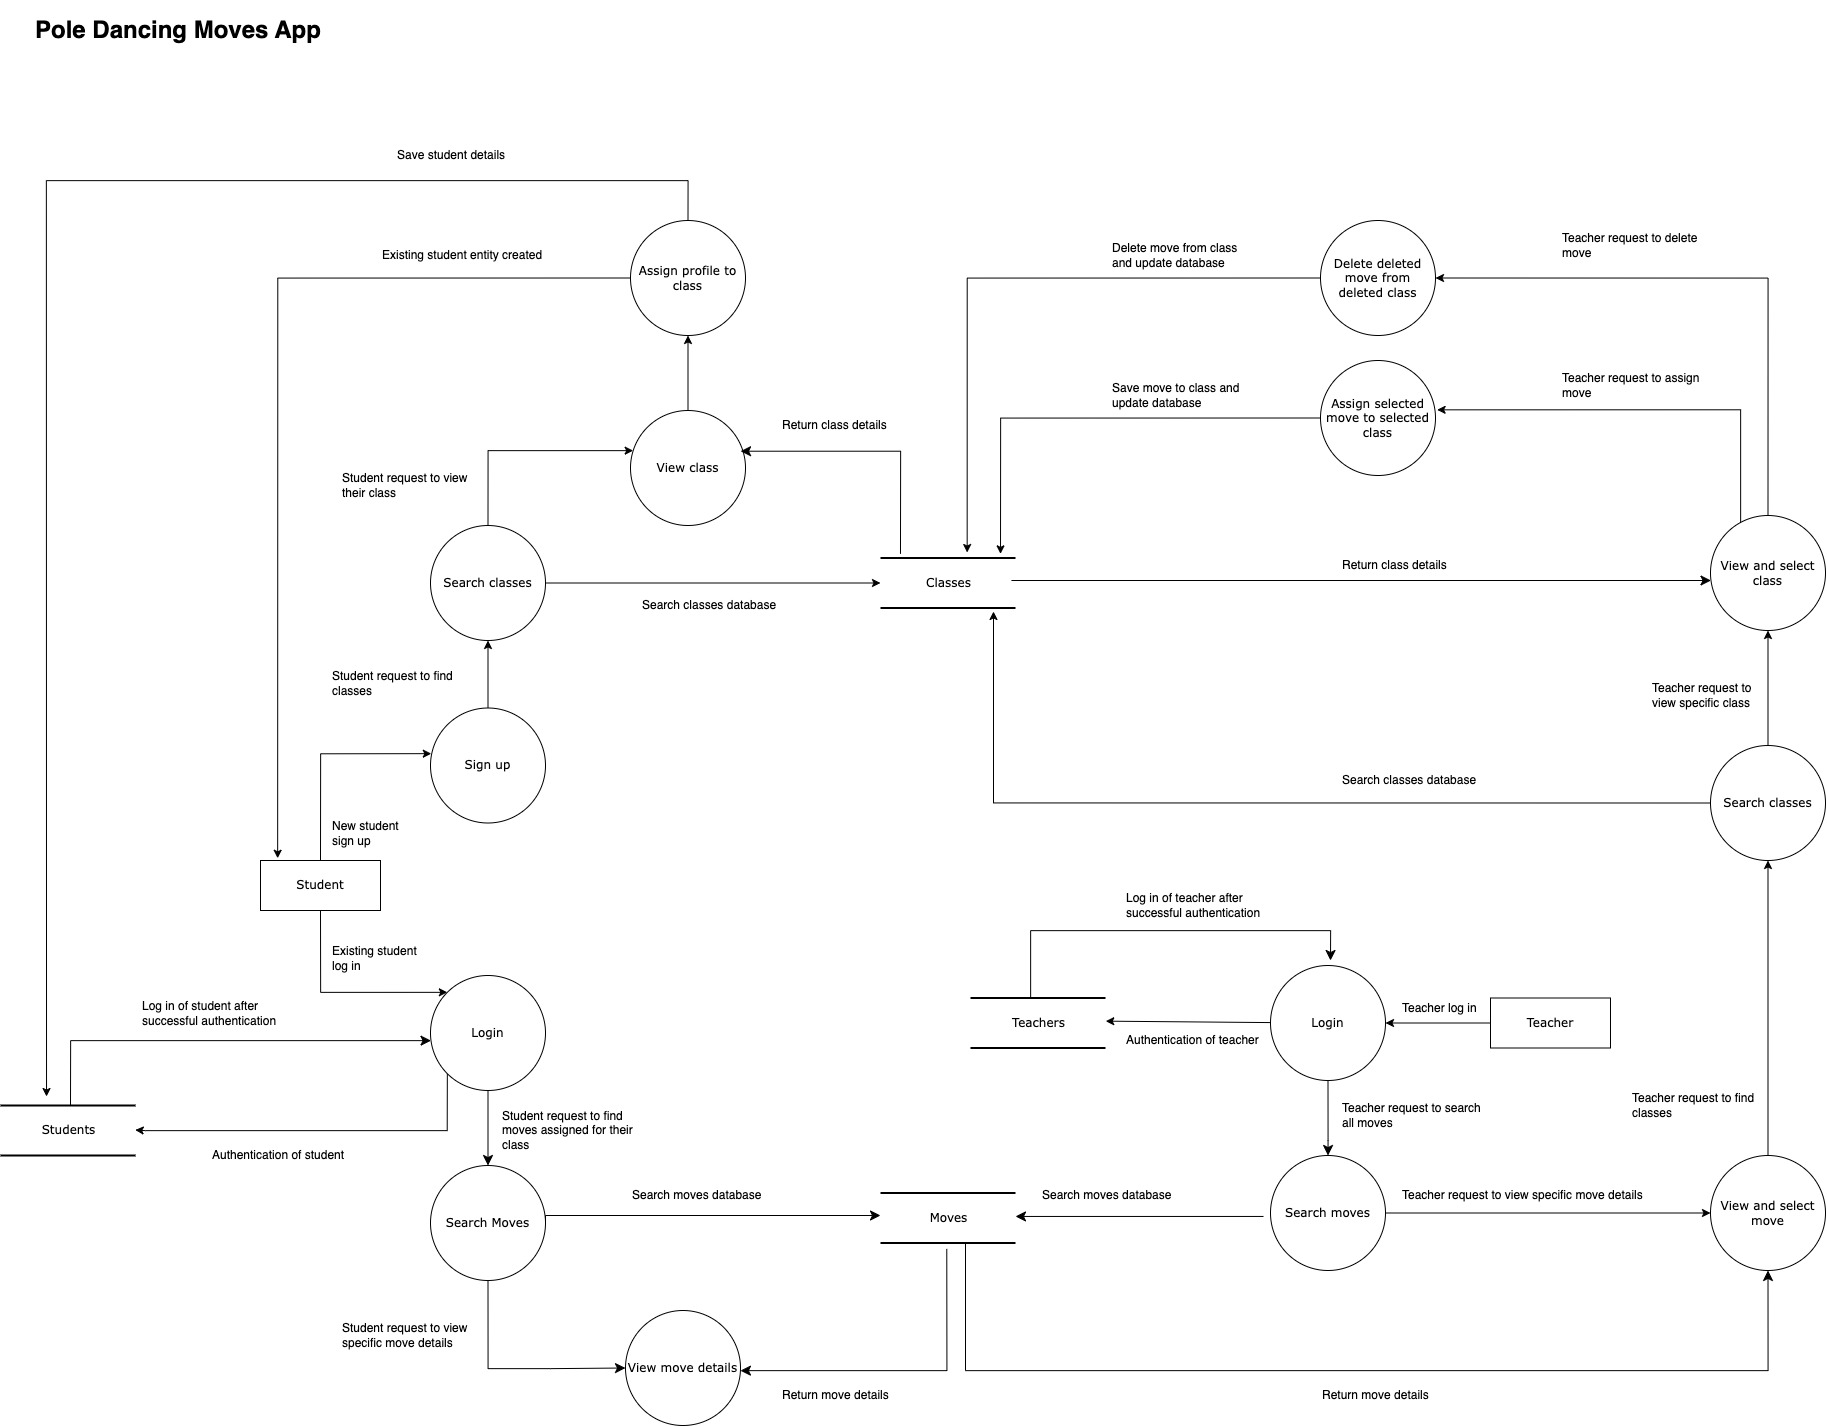 Pole Dancing Moves App
Save student details
Existing student entity created
Assign profile to
class
Delete move from class
and update database
Delete deleted
move from
deleted class
Teacher request to delete
move
Save move to class and
update database
Assign selected
move to selected
class
Teacher request to assign
move
Return class details
View class
Student request to view
their class
Search classes
Search classes database
Classes
Return class details
View and select
class
Student request to find
classes
Teacher request to
view specific class
Sign up
Search classes database
Search classes
New student
sign up
Student
Existing student
log in
Log in of teacher after
successful authentication
Log in of student after
successful authentication
Login
Teachers
Authentication of teacher
Login
Teacher log in
Teacher
Students
Authentication of student
Student request to find
moves assigned for their
class
Teacher request to search
all moves
Teacher request to find
classes
Search Moves
Search moves database
Moves
Search moves database
Search moves
Teacher request to view specific move details
View and select
move
Student request to view
specific move details
View move details
Return move details
Return move details